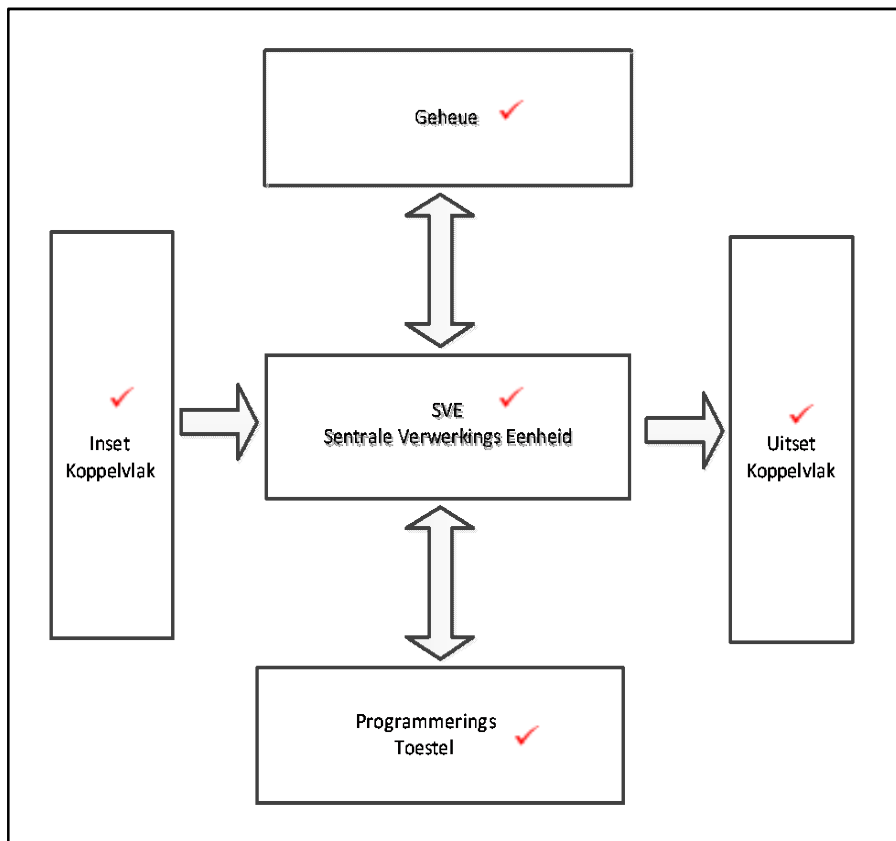 Geheue
Inset
Koppelvlak
SVE
Sentrale Verwerkings Eenheid
Uitset
Koppelvlak
Programmerings
Toestel